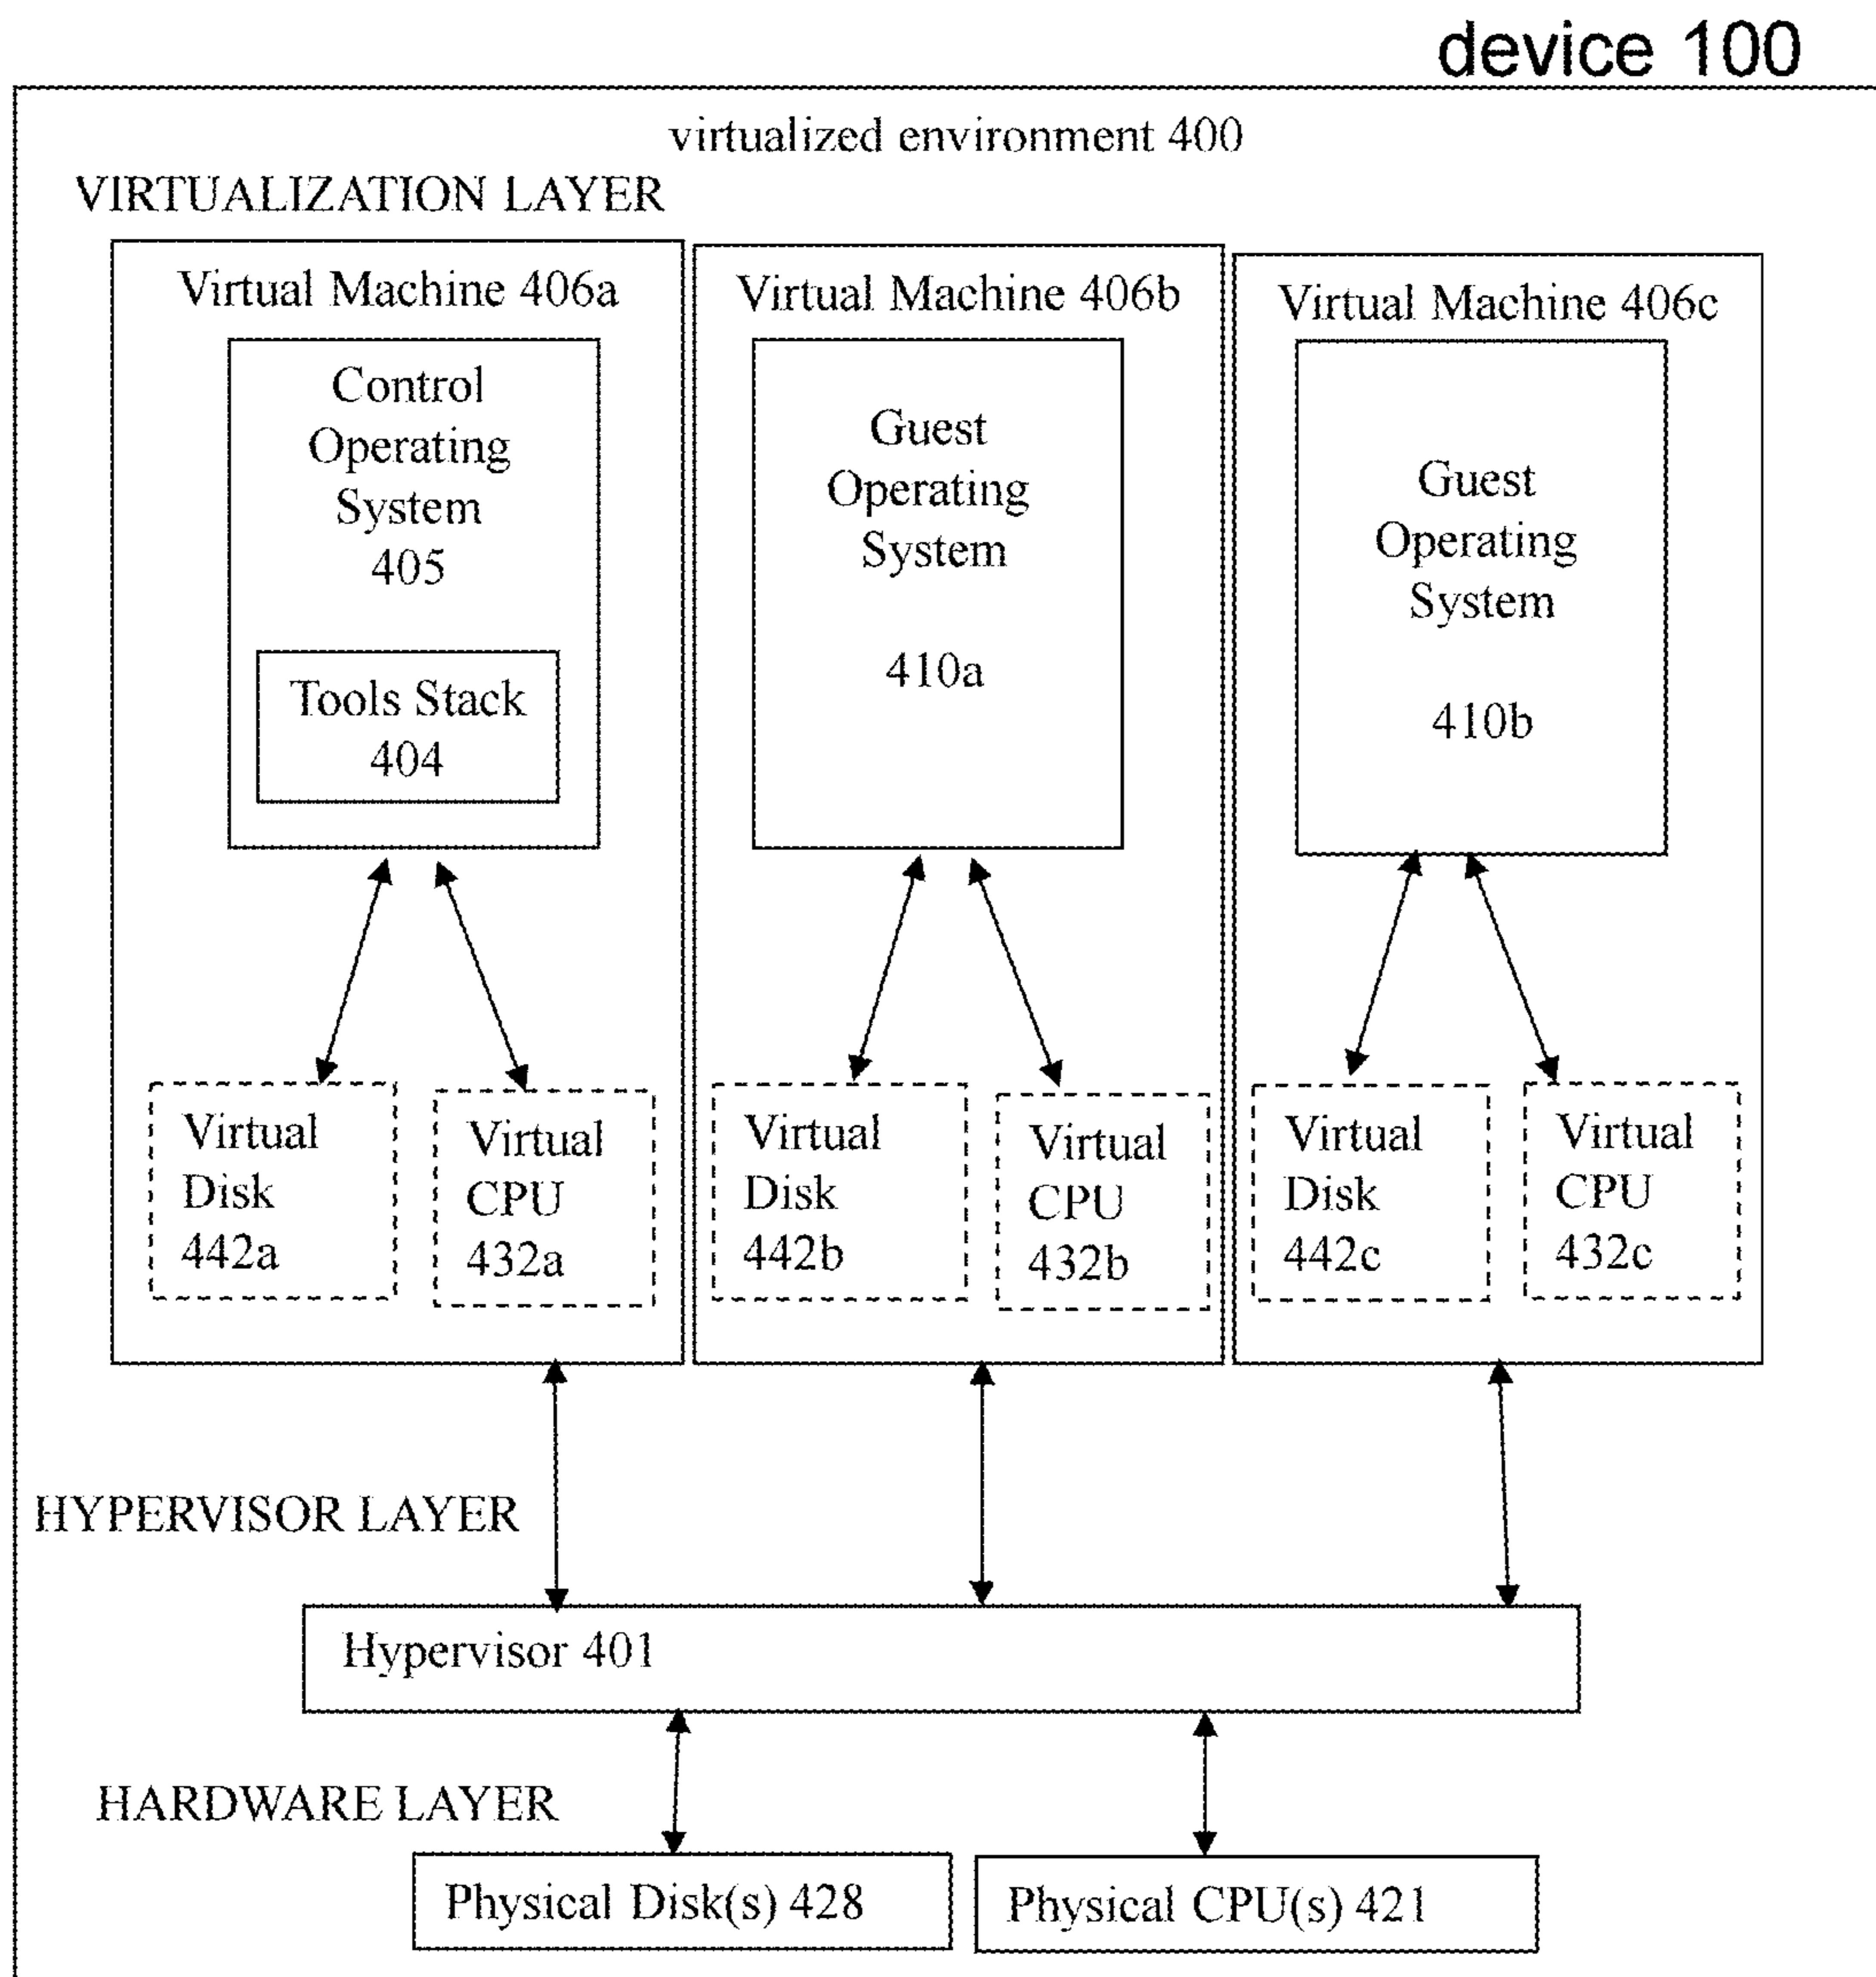 device 100
virtualized environment 400
VIRTUALIZATION LAYER
Virtual Machine 406a
Control
Operating
System
405
Tools Stack
404
Virtual
Disk
442a
Virtual
CPU
432a
Virtual Machine 406b
Guest
Operating
System
410a
Virtual
Disk
442b
Virtual
CPU
432b
Virtual Machine 406c
Guest
Operating
System
410b
Virtual
Disk
442c
Virtual
CPU
432c
HYPERVISOR LAYER
Hypervisor 401
HARDWARE LAYER
Physical Disk(s) 428
Physical CPU(s) 421